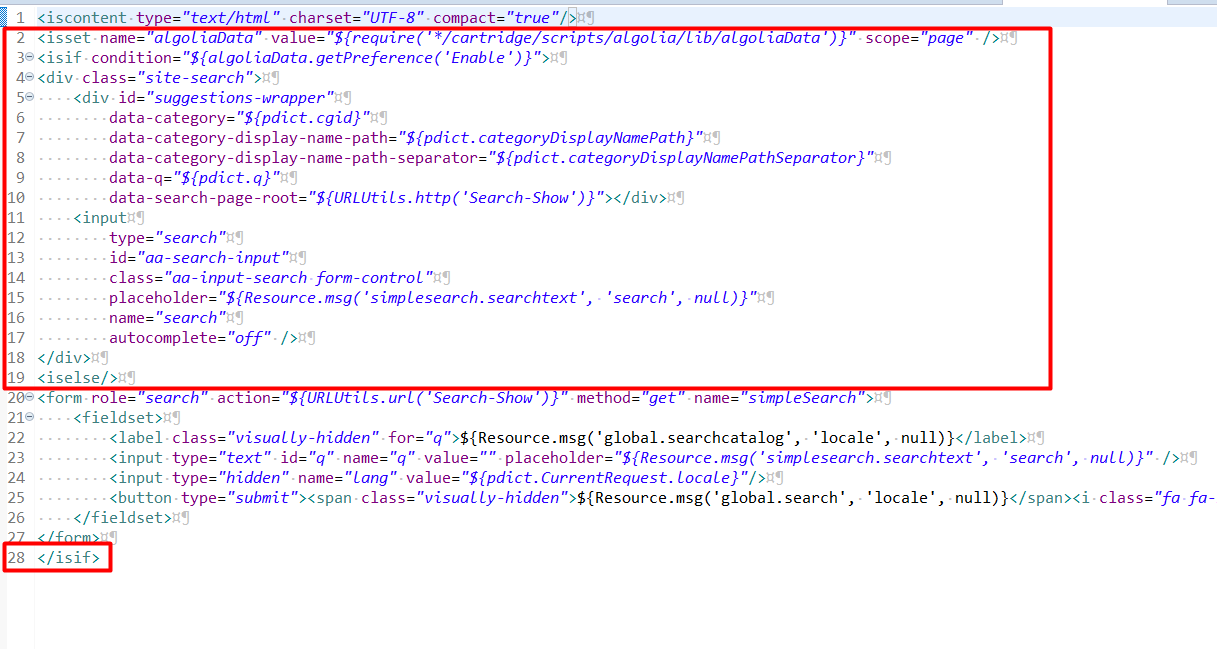 1 <iscontent type="text/html" charset="UTF-8" compact="true"/>¤¶
2 <isset name="algoliaData" value="${require('*/cartridge/scripts/algolia/lib/algoliaData')}" scope="page" />¤¶
3 <isif condition="${algoliaData.getPreference('Enable')}">¤¶
4 <div class="site-search">¤¶
5 ····<div id="suggestions-wrapper"¤¶
6 ········data-category="${pdict.cgid}"¤¶
7 ········data-category-display-name-path="${pdict.categoryDisplayNamePath}"¤¶
8 ········data-category-display-name-path-separator="${pdict.categoryDisplayNamePathSeparator}"¤¶
9 ········data-q="${pdict.q}"¤¶
10 ········data-search-page-root="${URLUtils.http('Search-Show')}"></div>¤¶
11 ····<input¤¶
12 ········type="search"¤¶
13 ········id="aa-search-input"¤¶
14 ········class="aa-input-search form-control"¤¶
15 ········placeholder="${Resource.msg('simplesearch.searchtext', 'search', null)}"¤¶
16 ········name="search"¤¶
17 ········autocomplete="off" />¤¶
18 </div>¤¶
19 <iselse/>¤¶
20 <form role="search" action="${URLUtils.url('Search-Show')}" method="get" name="simpleSearch">¤¶
21 ····<fieldset>¤¶
22 ········<label class="visually-hidden" for="q">${Resource.msg('global.searchcatalog', 'locale', null)}</label>¤¶
23 ········<input type="text" id="q" name="q" value="" placeholder="${Resource.msg('simplesearch.searchtext', 'search', null)}" />¤¶
24 ········<input type="hidden" name="lang" value="${pdict.CurrentRequest.locale}"/>¤¶
25 ········<button type="submit"><span class="visually-hidden">${Resource.msg('global.search', 'locale', null)}</span><i class="fa fa-
26 ····</fieldset>¤¶
27 </form>¤¶
28 </isif>